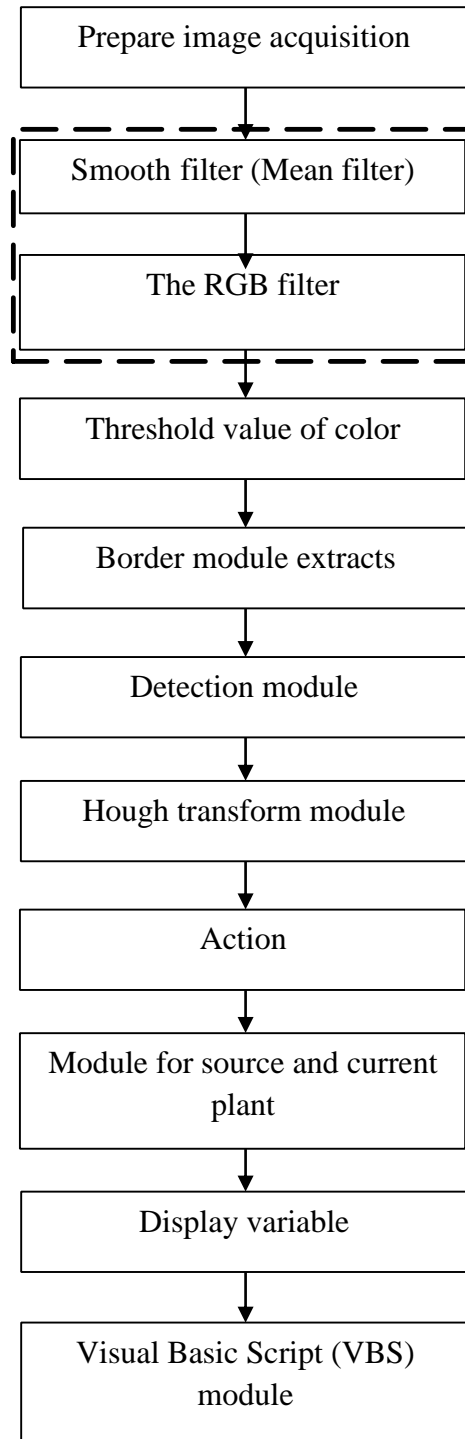 Prepare image acquisition
Smooth filter (Mean filter)
The RGB filter
Threshold value of color
Border module extracts
Detection module
Hough transform module
Action
Module for source and current
plant
Display variable
Visual Basic Script (VBS)
module